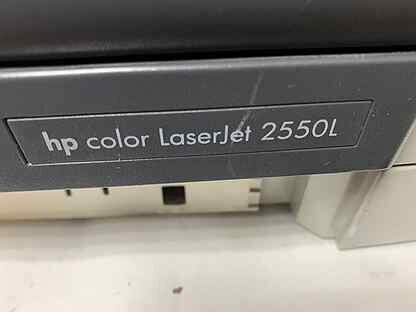 hp color LaserJet 2550L